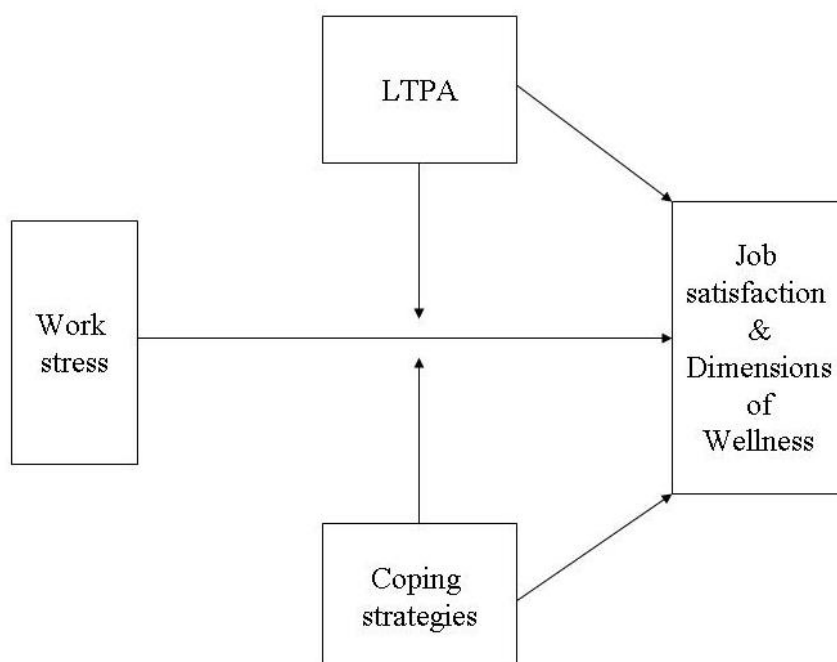 LTPA
Work
stress
Job
satisfaction
&
Dimensions
of
Wellness
Coping
strategies